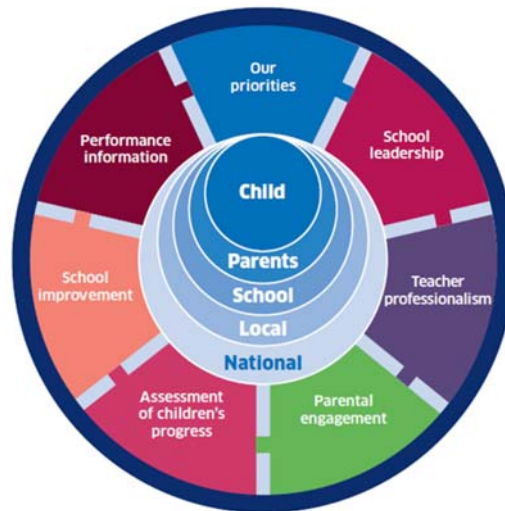 Our
priorities
School
leadership
Teacher
professionalism
Parental
engagement
Assessment
of children's
progress
School
improvement
Performance
information
Child
Parents
School
Local
National